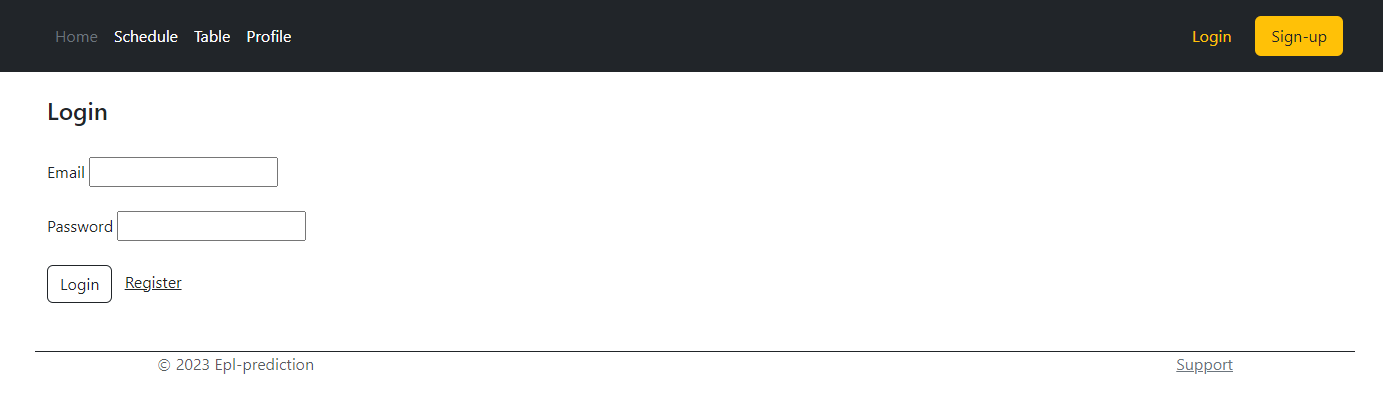 Home Schedule Table Profile Login Sign-up
Login
Email
Password
Login Register
© 2023 Epl-prediction Support